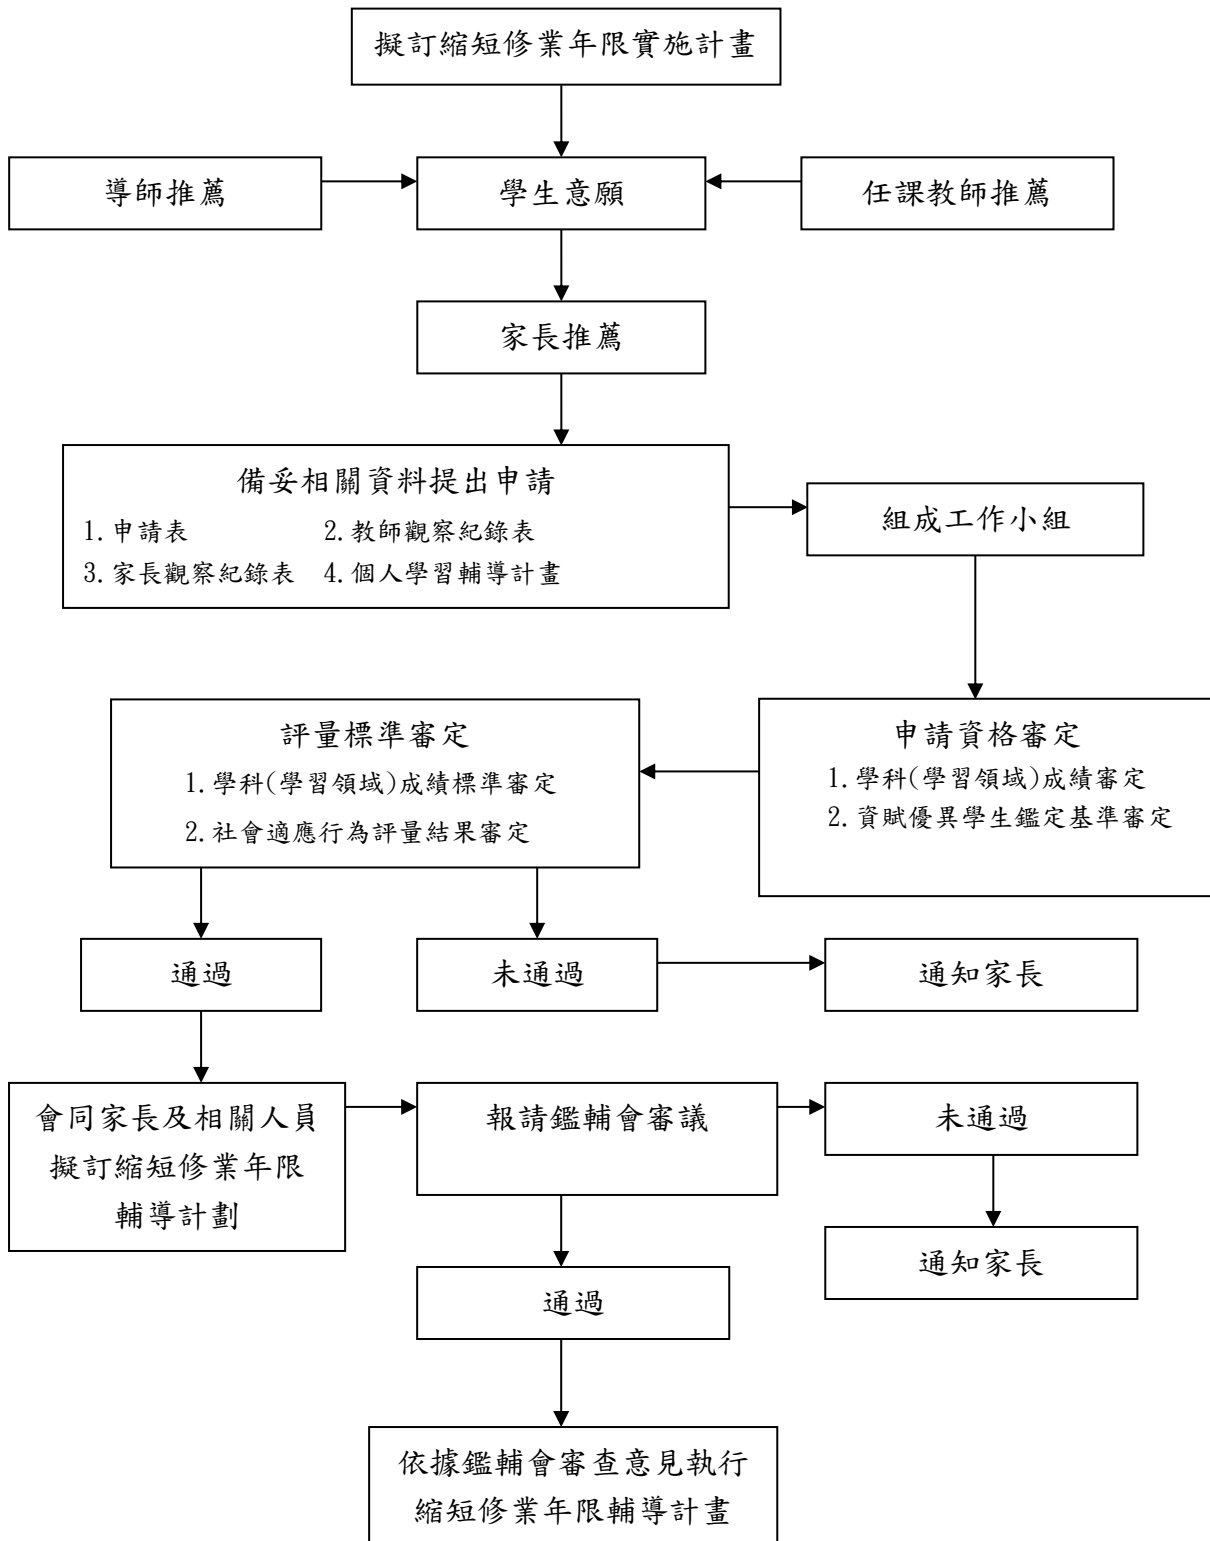 擬訂縮短修業年限實施計畫
導師推薦
學生意願
任課教師推薦
家長推薦
備妥相關資料提出申請
1.申請表 2.教師觀察紀錄表
3.家長觀察紀錄表 4.個人學習輔導計畫
組成工作小組
評量標準審定
1.學科(學習領域)成績標準審定
2.社會適應行為評量結果審定
申請資格審定
1.學科(學習領域)成績審定
2.資賦優異學生鑑定基準審定
通過
未通過
通知家長
會同家長及相關人員
擬訂縮短修業年限
輔導計劃
報請鑑輔會審議
未通過
通知家長
通過
依據鑑輔會審查意見執行
縮短修業年限輔導計畫